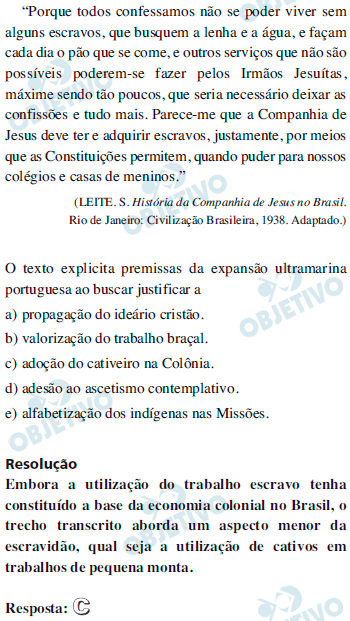 “Porque todos confessamos não se poder viver sem
alguns escravos, que busquem a lenha e a água, e façam
cada dia o pão que se come, e outros serviços que não são
possíveis poderem-se fazer pelos Irmãos Jesuítas,
máxime sendo tão poucos, que seria necessário deixar as
confissões e tudo mais. Parece-me que a Companhia de
Jesus deve ter e adquirir escravos, justamente, por meios
que as Constituições permitem, quando puder para nossos
colégios e casas de meninos.”
(LEITE. S. História da Companhia de Jesus no Brasil.
Rio de Janeiro: Civilização Brasileira, 1938. Adaptado.)
O texto explicita premissas da expansão ultramarina
portuguesa ao buscar justificar a
a) propagação do ideário cristão.
b) valorização do trabalho braçal.
c) adoção do cativeiro na Colônia.
d) adesão ao ascetismo contemplativo.
e) alfabetização dos indígenas nas Missões.
Resolução
Embora a utilização do trabalho escravo tenha
constituído a base da economia colonial no Brasil, o
trecho transcrito aborda um aspecto menor da
escravidão, qual seja a utilização de cativos em
trabalhos de pequena monta.
Resposta: C
OBJETIVO
OBJETIVO
OBJETIVO
OBJETIVO
OBJETIVO